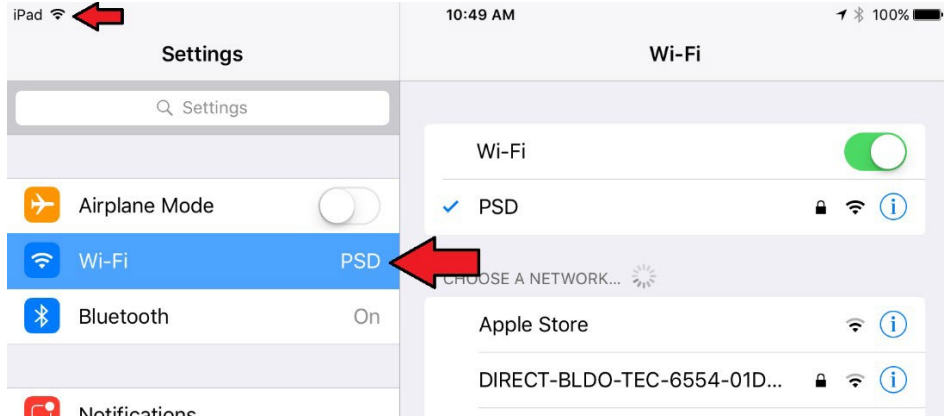 iPad 10:49 AM 100%
Settings Wi-Fi
Settings
Wi-Fi
Airplane Mode PSD
Wi-Fi PSD
CHOOSE A NETWORK...
Bluetooth On Apple Store
DIRECT-BLDO-TEC-6554-01D...
Notifications